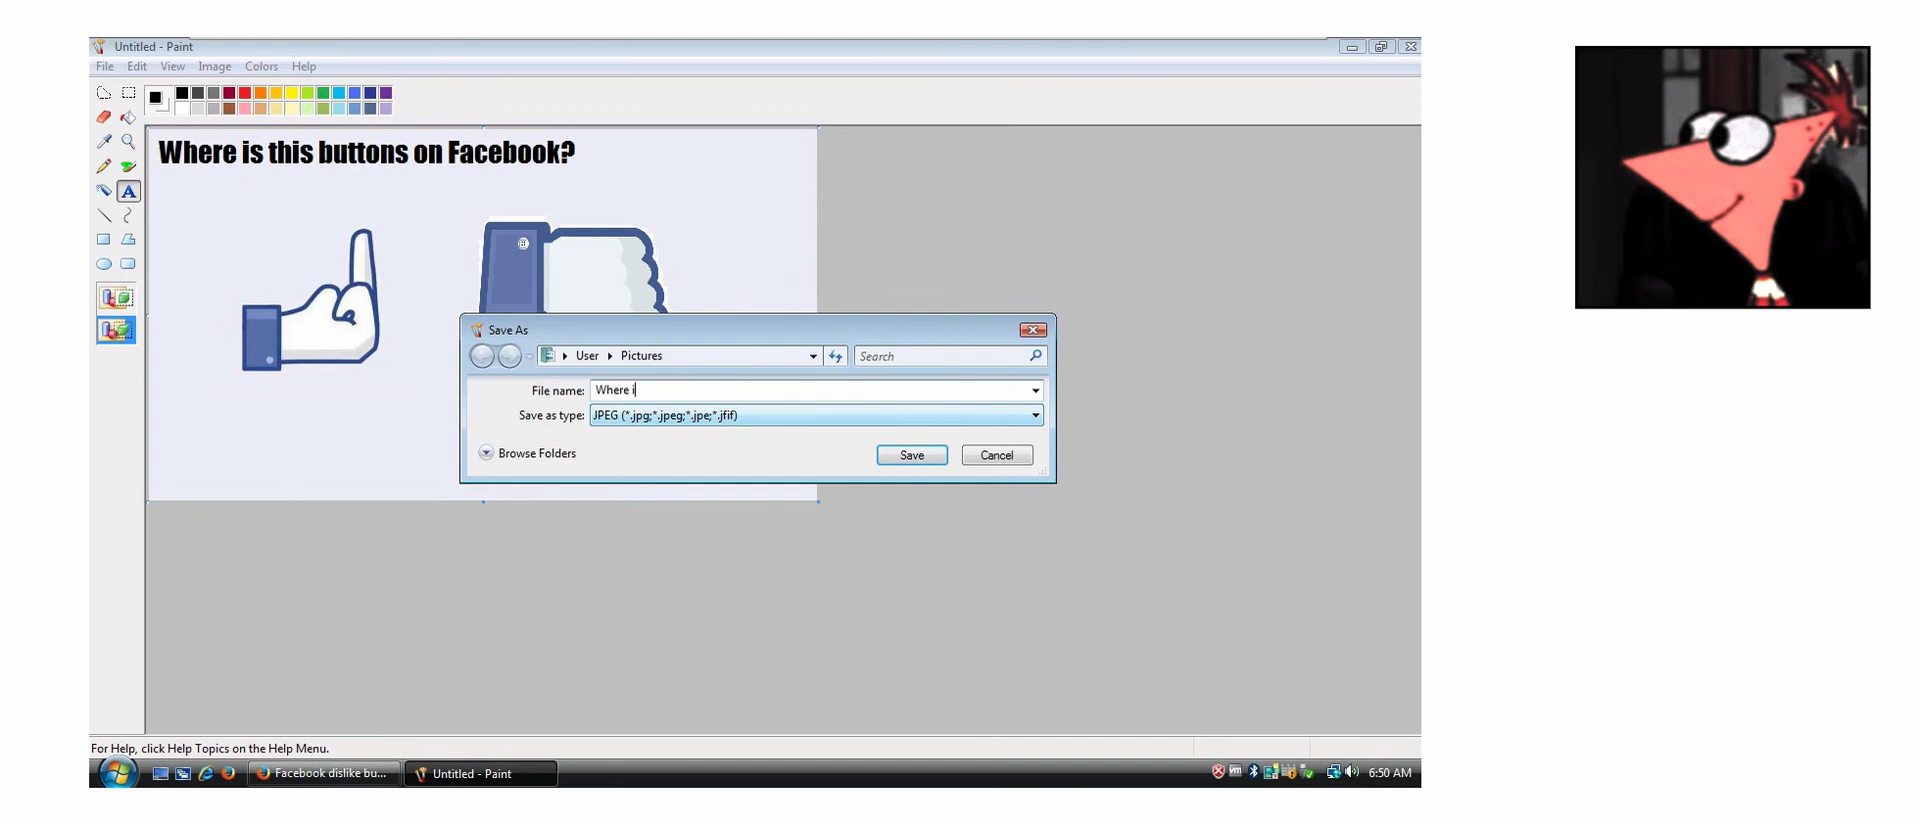 Untitled - Paint
File Edit View Image Colors Help
A
Where is this buttons on Facebook?
Save As
User Pictures
Search
File name: Where i
Save as type: JPEG (*.jpg;*.jpeg;*.jpe;*.jfif)
Browse Folders
Save Cancel
For Help, click Help Topics on the Help Menu.
Facebook dislike bu...
Untitled - Paint
6:50 AM